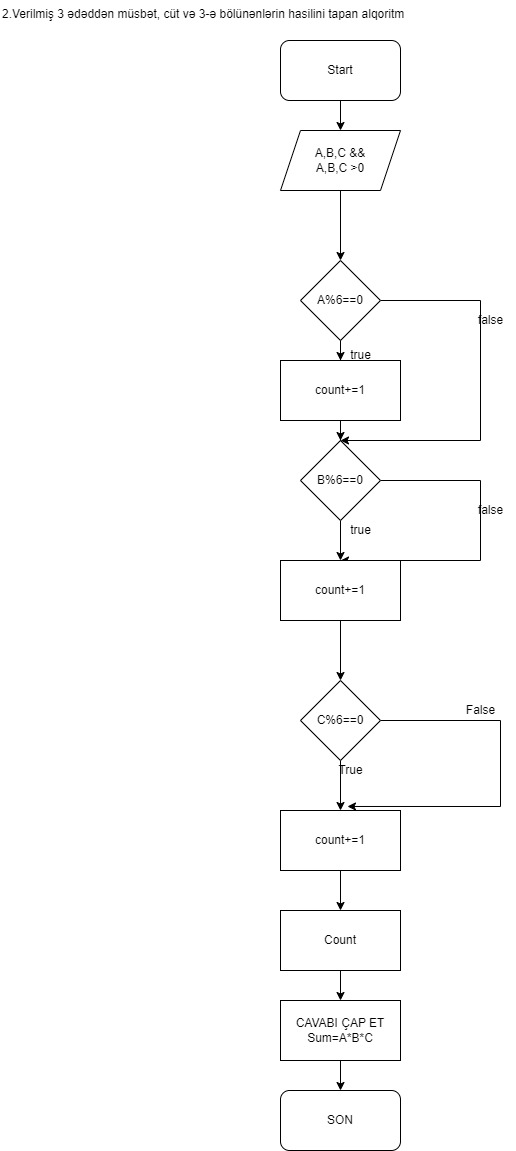 2.Verilmiş 3 ədəddən müsbət, cüt və 3-ə bölünənlərin hasilini tapan alqoritm
Start
A,B,C &&
A,B,C >0
A%6==0
false
true
count+=1
B%6==0
false
true
count+=1
False
C%6==0
True
count+=1
Count
CAVABI ÇAP ET
Sum=A*B*C
SON